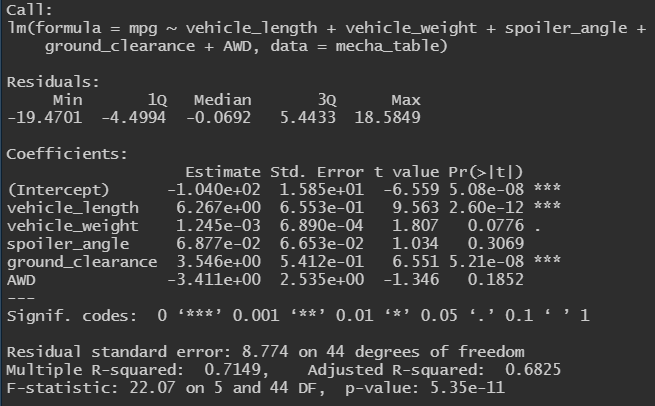 Call:
lm(formula = mpg ~ vehicle_length + vehicle_weight + spoiler_angle +
    ground_clearance + AWD, data = mecha_table)

Residuals:
     Min       1Q   Median       3Q      Max
-19.4701  -4.4994  -0.0692   5.4433  18.5849

Coefficients:
                   Estimate Std. Error t value Pr(>|t|)
(Intercept)      -1.040e+02  1.585e+01  -6.559 5.08e-08 ***
vehicle_length    6.267e+00  6.553e-01   9.563 2.60e-12 ***
vehicle_weight    1.245e-03  6.890e-04   1.807   0.0776 .
spoiler_angle     6.877e-02  6.653e-02   1.034   0.3069
ground_clearance  3.546e+00  5.412e-01   6.551 5.21e-08 ***
AWD              -3.411e+00  2.535e+00  -1.346   0.1852
---
Signif. codes:  0 ‘***’ 0.001 ‘**’ 0.01 ‘*’ 0.05 ‘.’ 0.1 ‘ ’ 1

Residual standard error: 8.774 on 44 degrees of freedom
Multiple R-squared:  0.7149,    Adjusted R-squared:  0.6825
F-statistic: 22.07 on 5 and 44 DF,  p-value: 5.35e-11